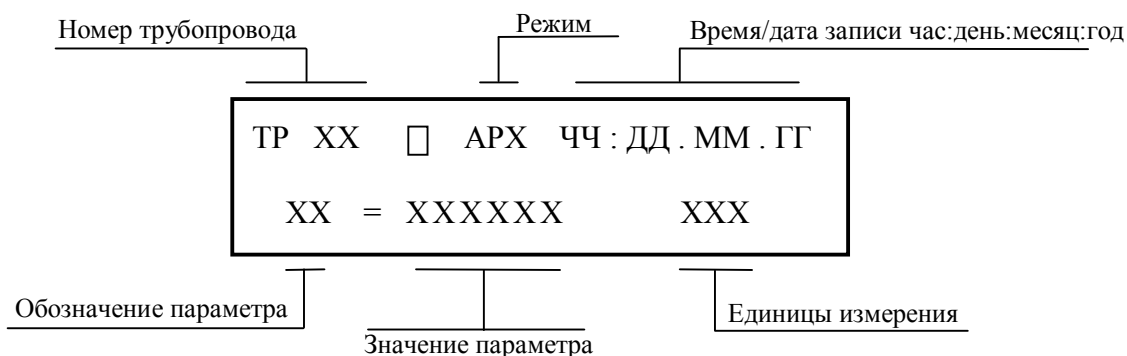 Номер трубопровода
Режим
Время/дата записи час:день:месяц:год
ТР ХХ □ АРХ ЧЧ : ДД . ММ . ГГ
ХХ = ХХХХХХ ХХХ
Обозначение параметра
Единицы измерения
Значение параметра